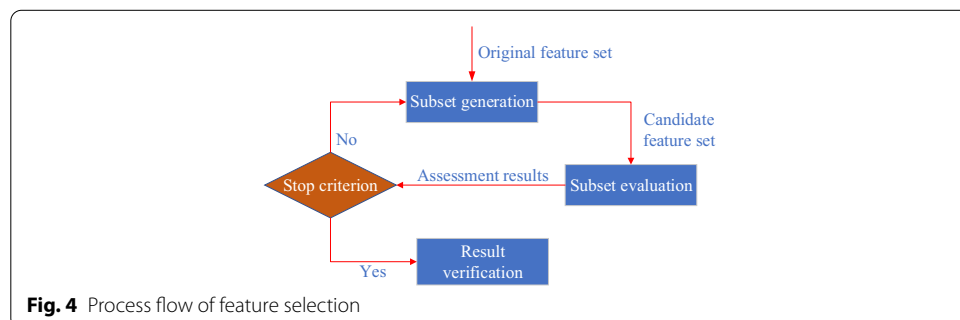 Original feature set
Subset generation
Candidate
feature set
No
Stop criterion
Assessment results
Subset evaluation
Yes
Result
verification
Fig. 4 Process flow of feature selection